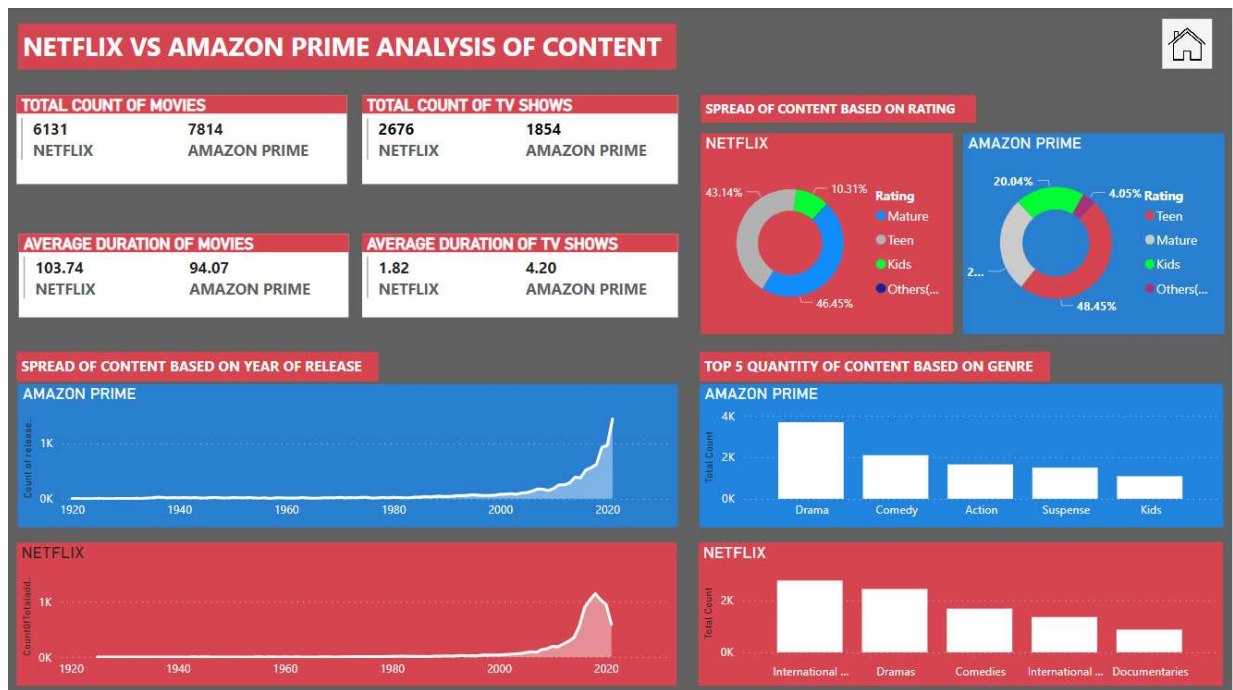 NETFLIX VS AMAZON PRIME ANALYSIS OF CONTENT
TOTAL COUNT OF MOVIES
6131 7814
NETFLIX AMAZON PRIME
TOTAL COUNT OF TV SHOWS
2676 1854
NETFLIX AMAZON PRIME
AVERAGE DURATION OF MOVIES
103.74 94.07
NETFLIX AMAZON PRIME
AVERAGE DURATION OF TV SHOWS
1.82 4.20
NETFLIX AMAZON PRIME
SPREAD OF CONTENT BASED ON RATING
NETFLIX
43.14%
10.31%
46.45%
Rating
Mature
Teen
Kids
Others(...
AMAZON PRIME
20.04%
4.05%
2...
48.45%
Rating
Teen
Mature
Kids
Others(...
SPREAD OF CONTENT BASED ON YEAR OF RELEASE
AMAZON PRIME
Count of release...
1K
0K
1920 1940 1960 1980 2000 2020
NETFLIX
CountOfTotaladd...
1K
0K
1920 1940 1960 1980 2000 2020
TOP 5 QUANTITY OF CONTENT BASED ON GENRE
AMAZON PRIME
Total Count
4K
2K
0K
Drama Comedy Action Suspense Kids
NETFLIX
Total Count
2K
0K
International ... Dramas Comedies International ... Documentaries